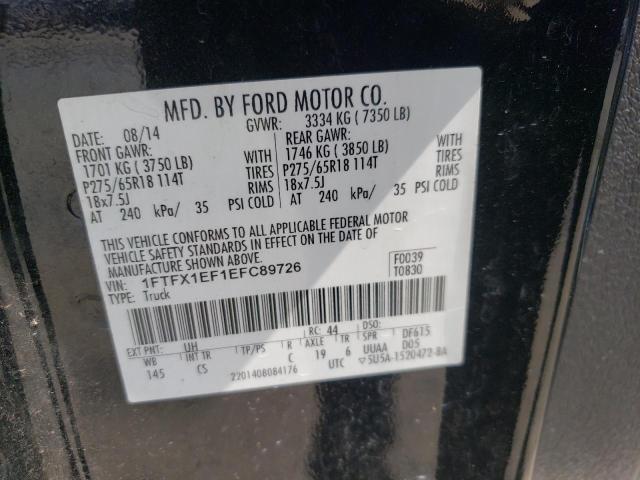 MFD. BY FORD MOTOR CO.
DATE: 08/14 GVWR: 3334 KG ( 7350 LB)
FRONT GAWR: REAR GAWR:
1701 KG ( 3750 LB) WITH 1746 KG ( 3850 LB) WITH
P275/65R18 114T TIRES P275/65R18 114T TIRES
18x7.5J RIMS 18x7.5J RIMS
AT 240 kPa/ 35 PSI COLD AT 240 kPa/ 35 PSI COLD
THIS VEHICLE CONFORMS TO ALL APPLICABLE FEDERAL MOTOR
VEHICLE SAFETY STANDARDS IN EFFECT ON THE DATE OF
MANUFACTURE SHOWN ABOVE.
VIN: 1FTFX1EF1EFC89726 F0039
TYPE: Truck T0830
EXT PNT: UH RC: 44 DSO:
WB INT TR TP/PS R AXLE TR SPR DF615
145 CS C 19 6 UUAA D05
2201408084176 UTC ▽5U5A-1520472-BA